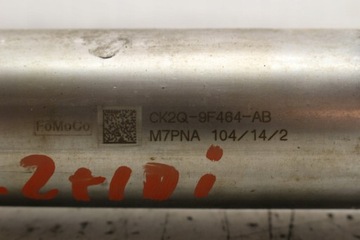 CK2Q-9F464-AB
FoMoCo
M7PNA 104/14/2
.2tDi